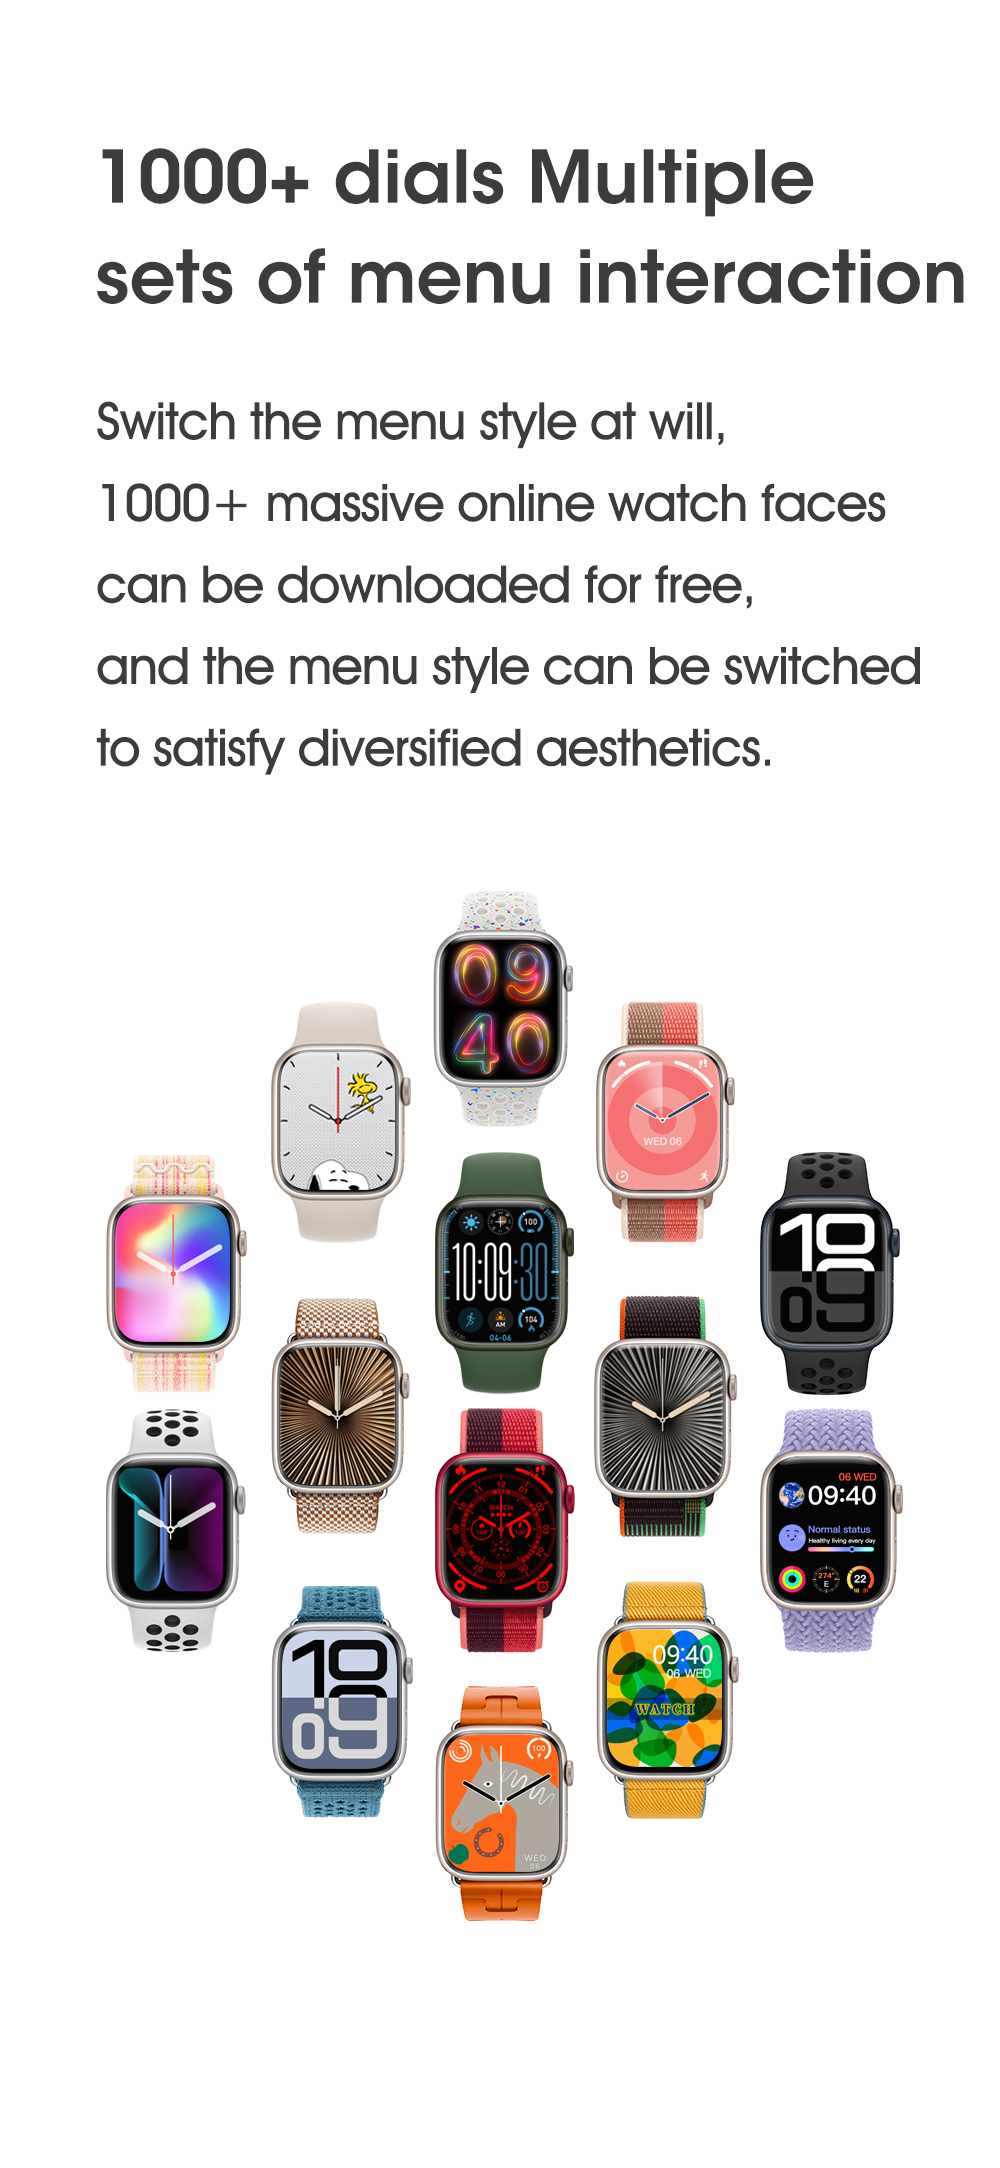 1000+ dials Multiple
sets of menu interaction
Switch the menu style at will,
1000+ massive online watch faces
can be downloaded for free,
and the menu style can be switched
to satisfy diversified aesthetics.
09
40
WED 06
100
10:09:30
AM
104
04-06
10
09
12
WATCH
06 WED
09:40
Normal status
Healthy living every day
274°
E
22
10
09
09:40
06 WED
WATCH
100
WED
06